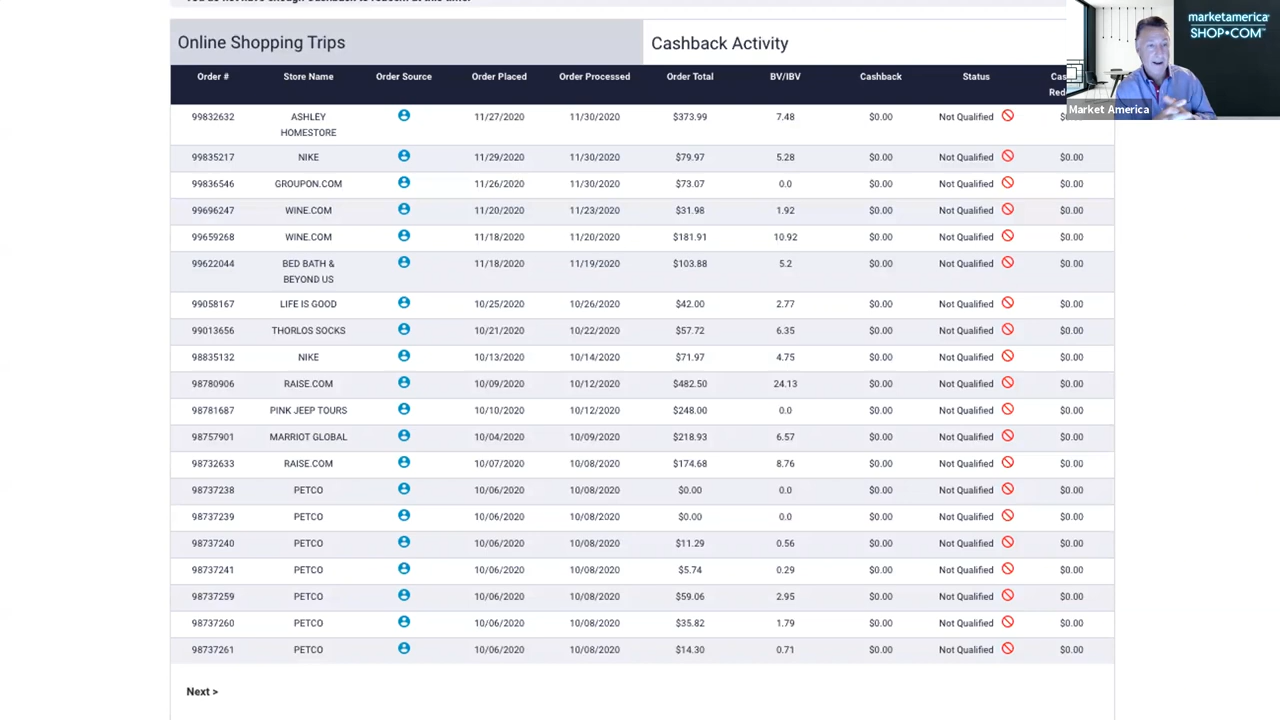 Online Shopping Trips
Cashback Activity
marketamerica
SHOP•COM™
Market America
Order # Store Name Order Source Order Placed Order Processed Order Total BV/IBV Cashback Status
99832632 ASHLEY HOMESTORE 11/27/2020 11/30/2020 $373.99 7.48 $0.00 Not Qualified
99835217 NIKE 11/29/2020 11/30/2020 $79.97 5.28 $0.00 Not Qualified $0.00
99836546 GROUPON.COM 11/26/2020 11/30/2020 $73.07 0.0 $0.00 Not Qualified $0.00
99696247 WINE.COM 11/20/2020 11/23/2020 $31.98 1.92 $0.00 Not Qualified $0.00
99659268 WINE.COM 11/18/2020 11/20/2020 $181.91 10.92 $0.00 Not Qualified $0.00
99622044 BED BATH & BEYOND US 11/18/2020 11/19/2020 $103.88 5.2 $0.00 Not Qualified $0.00
99058167 LIFE IS GOOD 10/25/2020 10/26/2020 $42.00 2.77 $0.00 Not Qualified $0.00
99013656 THORLOS SOCKS 10/21/2020 10/22/2020 $57.72 6.35 $0.00 Not Qualified $0.00
98835132 NIKE 10/13/2020 10/14/2020 $71.97 4.75 $0.00 Not Qualified $0.00
98780906 RAISE.COM 10/09/2020 10/12/2020 $482.50 24.13 $0.00 Not Qualified $0.00
98781687 PINK JEEP TOURS 10/10/2020 10/12/2020 $248.00 0.0 $0.00 Not Qualified $0.00
98757901 MARRIOT GLOBAL 10/04/2020 10/09/2020 $218.93 6.57 $0.00 Not Qualified $0.00
98732633 RAISE.COM 10/07/2020 10/08/2020 $174.68 8.76 $0.00 Not Qualified $0.00
98737238 PETCO 10/06/2020 10/08/2020 $0.00 0.0 $0.00 Not Qualified $0.00
98737239 PETCO 10/06/2020 10/08/2020 $0.00 0.0 $0.00 Not Qualified $0.00
98737240 PETCO 10/06/2020 10/08/2020 $11.29 0.56 $0.00 Not Qualified $0.00
98737241 PETCO 10/06/2020 10/08/2020 $5.74 0.29 $0.00 Not Qualified $0.00
98737259 PETCO 10/06/2020 10/08/2020 $59.06 2.95 $0.00 Not Qualified $0.00
98737260 PETCO 10/06/2020 10/08/2020 $35.82 1.79 $0.00 Not Qualified $0.00
98737261 PETCO 10/06/2020 10/08/2020 $14.30 0.71 $0.00 Not Qualified $0.00
Next >